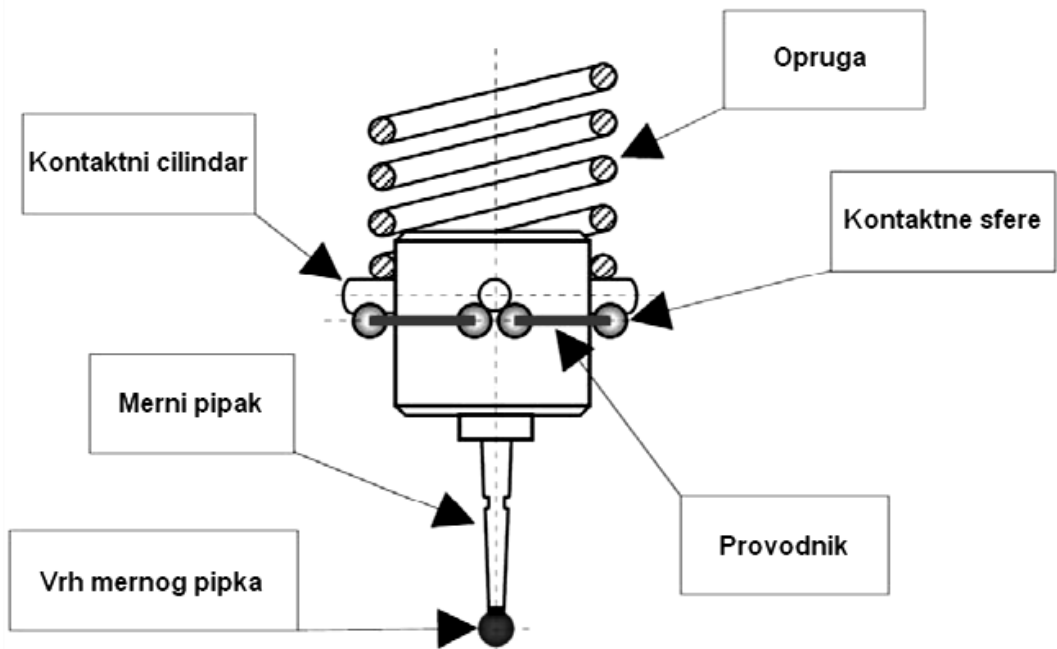 Opruga
Kontaktni cilindar
Kontaktne sfere
Merni pipak
Provodnik
Vrh mernog pipka